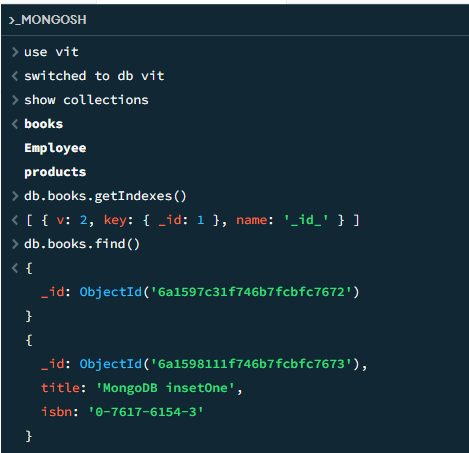 >_MONGOSH
> use vit
< switched to db vit
> show collections
< books
Employee
products
> db.books.getIndexes()
< [ { v: 2, key: { _id: 1 }, name: '_id_' } ]
> db.books.find()
< {
_id: ObjectId('6a1597c31f746b7fcbfc7672')
}
{
_id: ObjectId('6a1598111f746b7fcbfc7673'),
title: 'MongoDB insetOne',
isbn: '0-7617-6154-3'
}